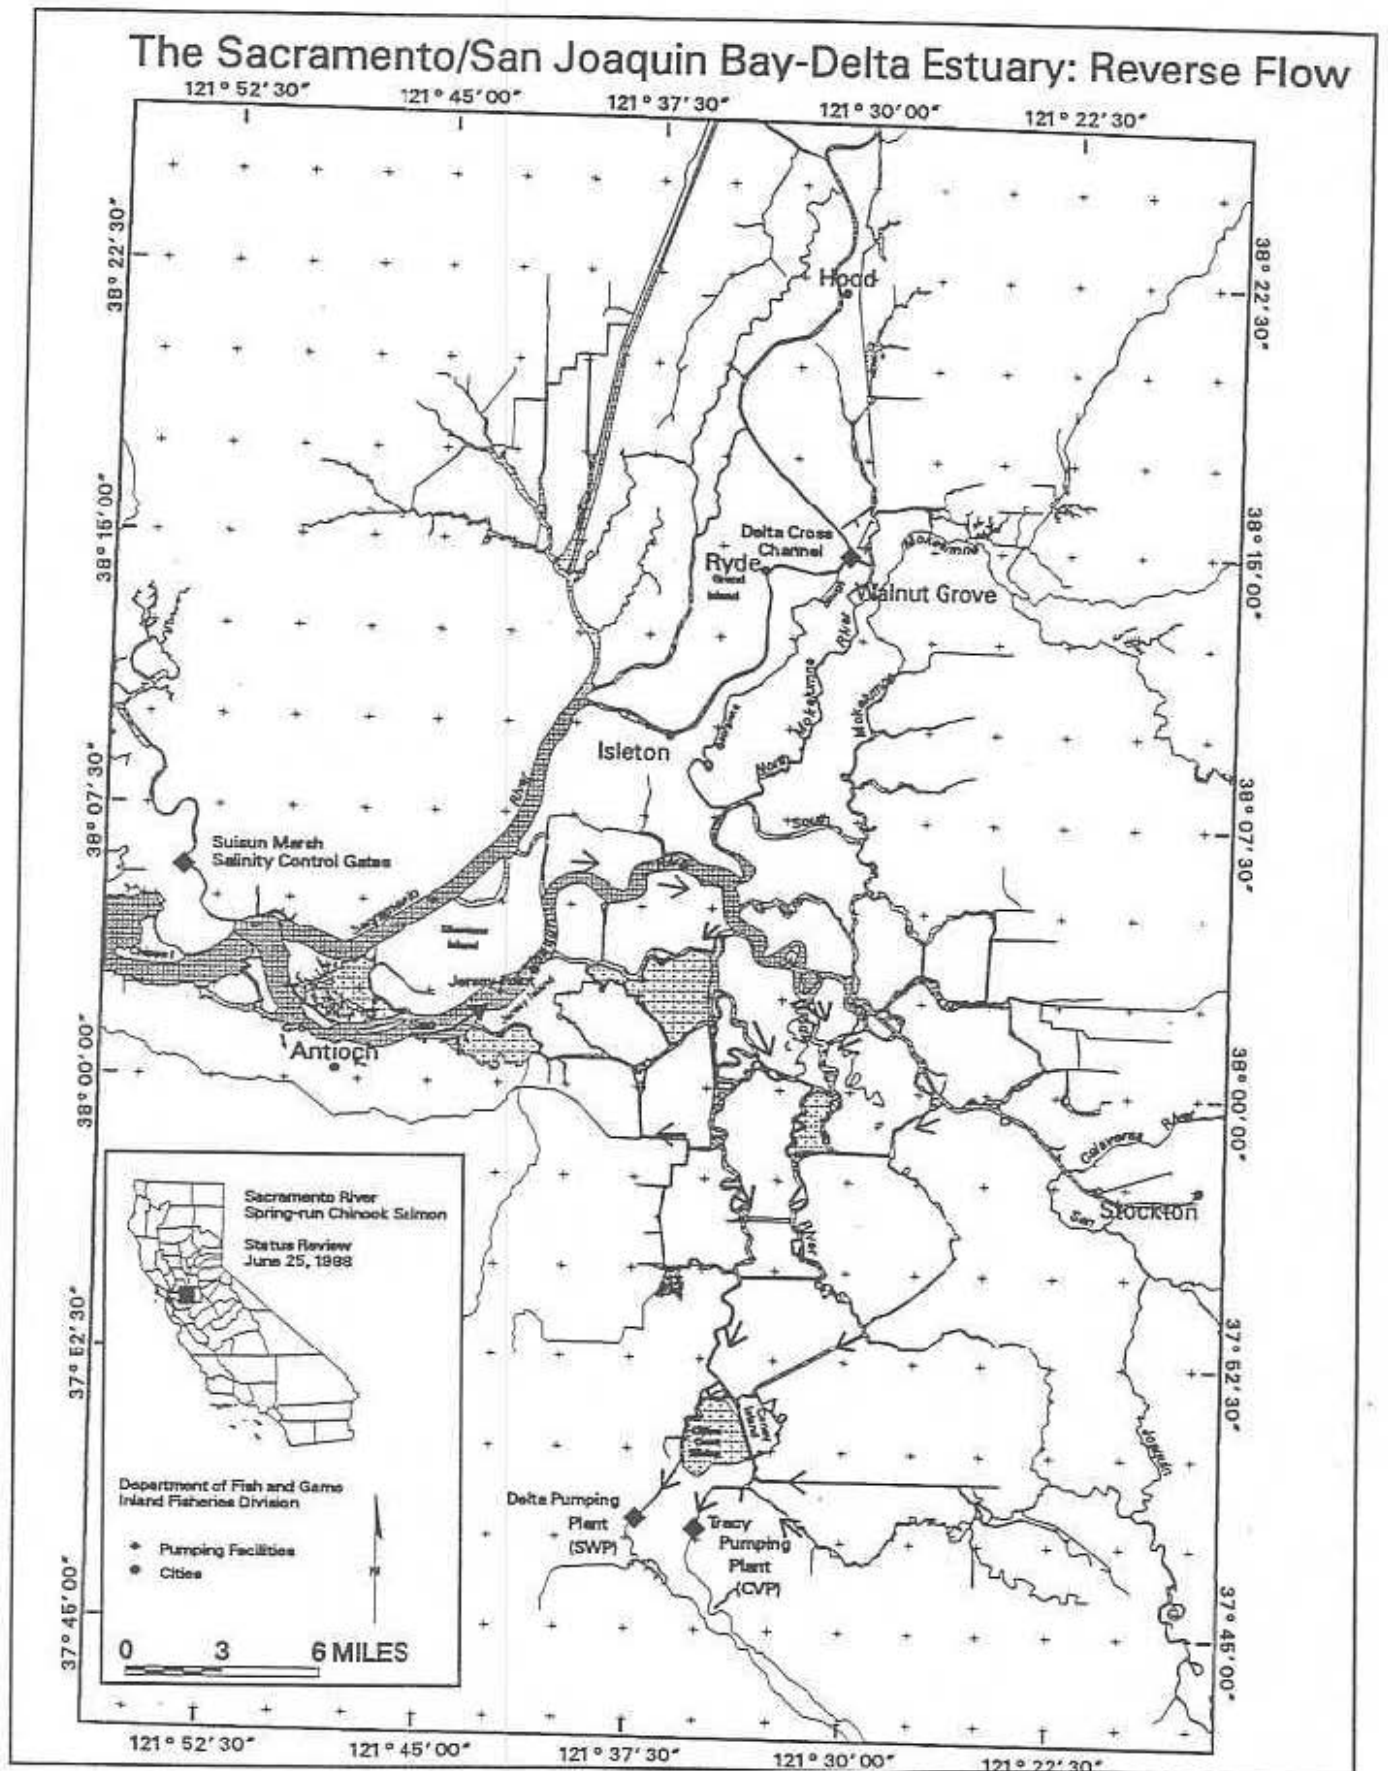 The Sacramento/San Joaquin Bay-Delta Estuary: Reverse Flow
121° 52' 30"
121° 45' 00"
121° 37' 30"
121° 30' 00"
121° 22' 30"
38° 22' 30"
38° 22' 30"
Hood
38° 15' 00"
38° 15' 00"
Delta Cross
Channel
Ryde
Grand
Island
Walnut Grove
River
Isleton
38° 07' 30"
38° 07' 30"
River
South
Suisun Marsh
Salinity Control Gates
Sacramento
Island
Antioch
38° 00' 00"
38° 00' 00"
Calaveras River
San
Stockton
River
Sacramento River
Spring-run Chinook Salmon
Status Review
June 25, 1998
37° 52' 30"
37° 52' 30"
Island
Joaquin
Department of Fish and Game
Inland Fisheries Division
Pumping Facilities
Cities
N
0 3 6 MILES
Delta Pumping
Plant
(SWP)
Tracy
Pumping
Plant
(CVP)
37° 45' 00"
37° 45' 00"
121° 52' 30"
121° 45' 00"
121° 37' 30"
121° 30' 00"
121° 22' 30"